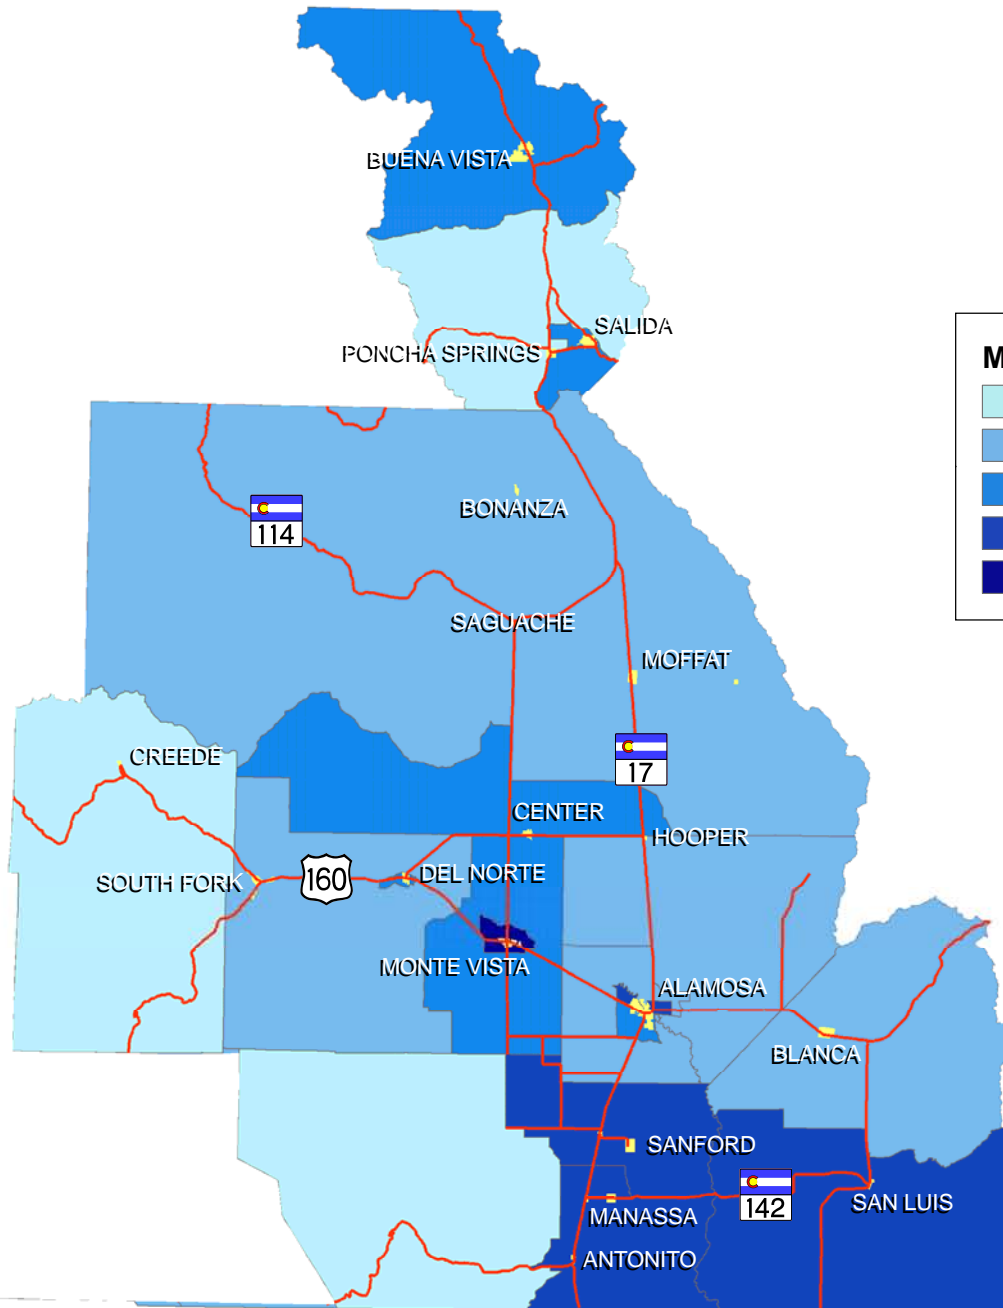 BUENA VISTA
SALIDA
PONCHA SPRINGS
M
BONANZA
114
SAGUACHE
MOFFAT
CREEDE
17
CENTER
HOOPER
SOUTH FORK
160
DEL NORTE
MONTE VISTA
ALAMOSA
BLANCA
SANFORD
142
SAN LUIS
MANASSA
ANTONITO